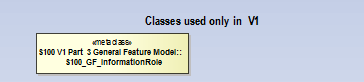 Classes used only in V1
«metaclass»
S100 V1 Part 3 General Feature Model::
S100_GF_InformationRole